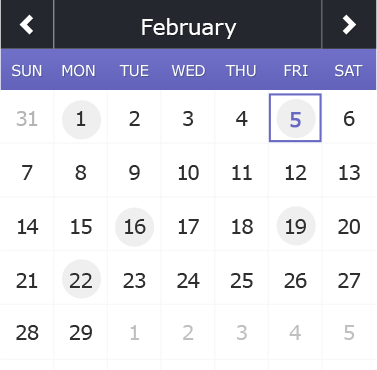 February
SUN MON TUE WED THU FRI SAT
31 1 2 3 4 5 6
7 8 9 10 11 12 13
14 15 16 17 18 19 20
21 22 23 24 25 26 27
28 29 1 2 3 4 5